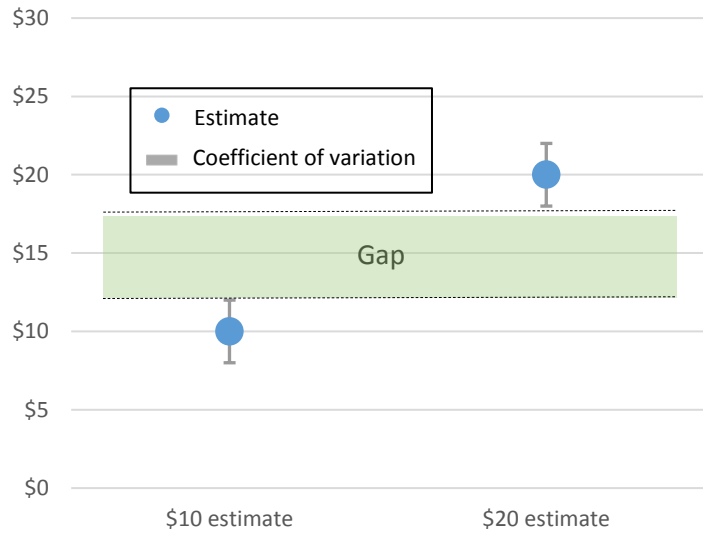 $30
$25
Estimate
Coefficient of variation
$20
$15
Gap
$10
$5
$0
$10 estimate
$20 estimate